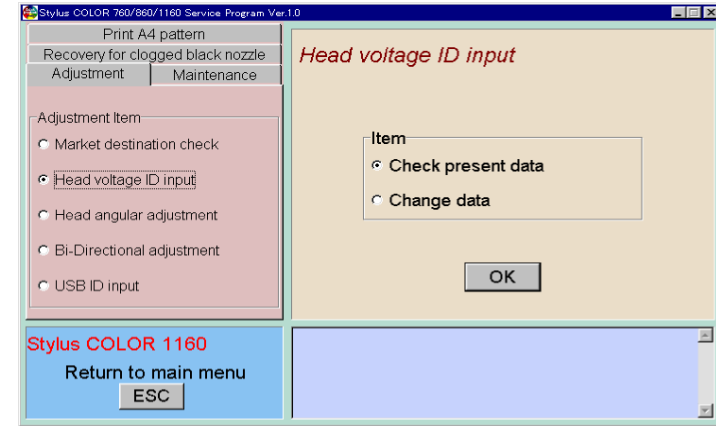 Stylus COLOR 760/860/1160 Service Program Ver.1.0
Print A4 pattern
Recovery for clogged black nozzle
Adjustment
Maintenance
Adjustment Item
Market destination check
Head voltage ID input
Head angular adjustment
Bi-Directional adjustment
USB ID input
Head voltage ID input
Item
Check present data
Change data
OK
Stylus COLOR 1160
Return to main menu
ESC